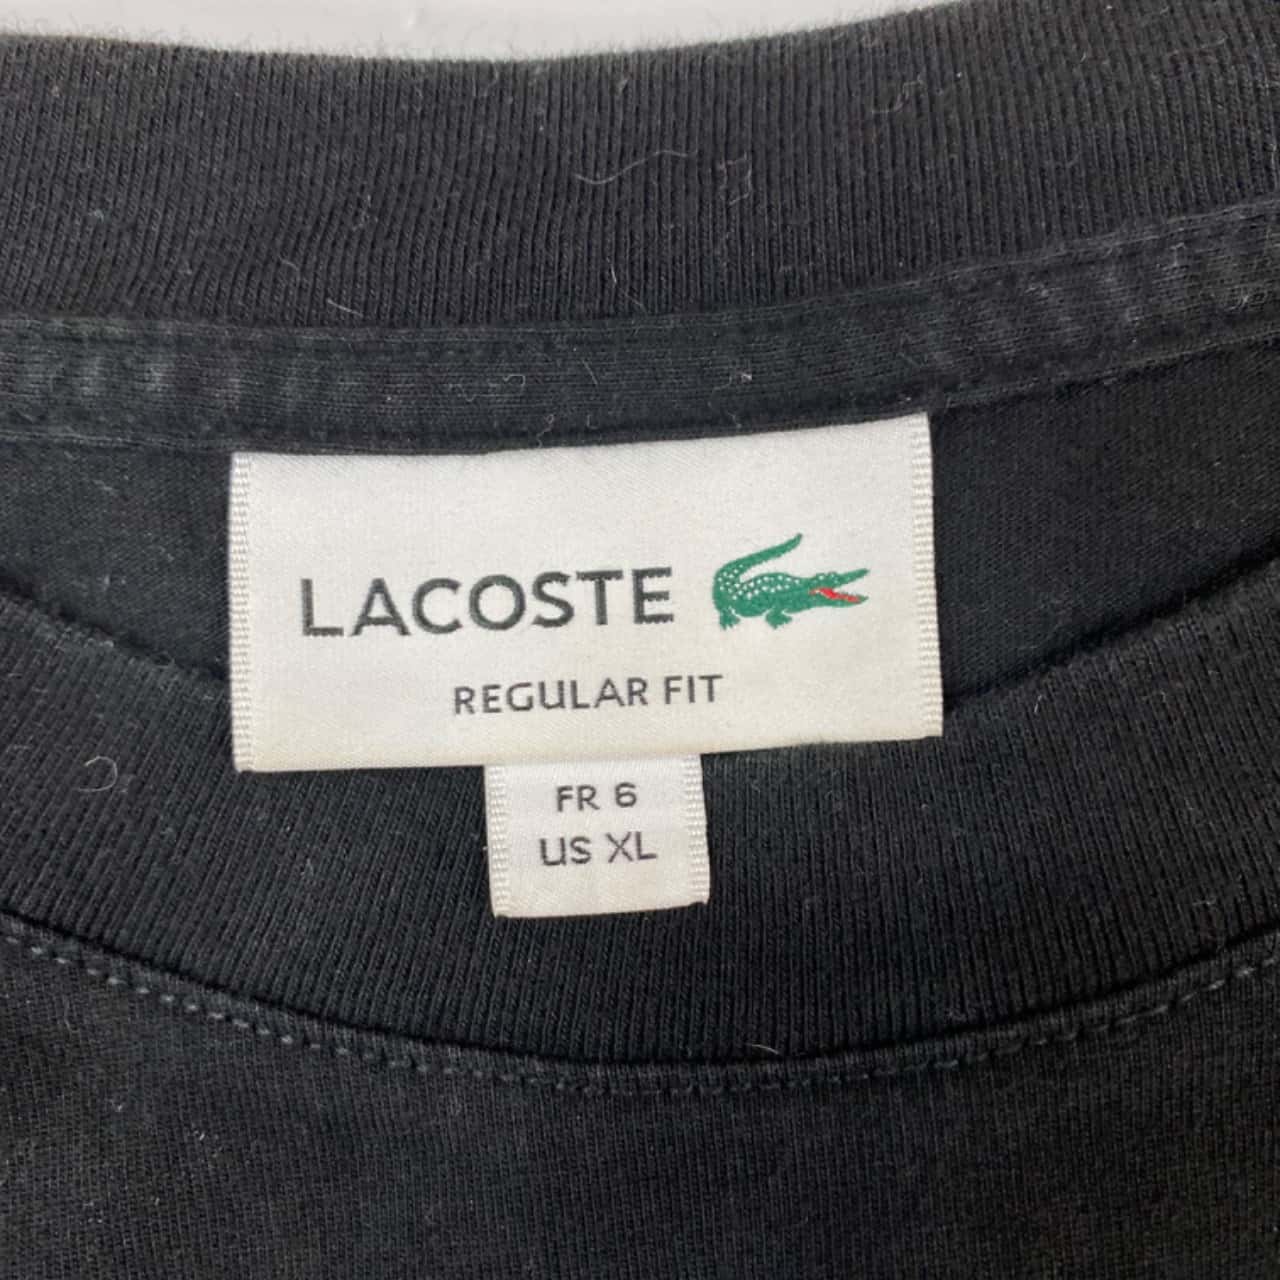 LACOSTE
REGULAR FIT
FR 6
US XL